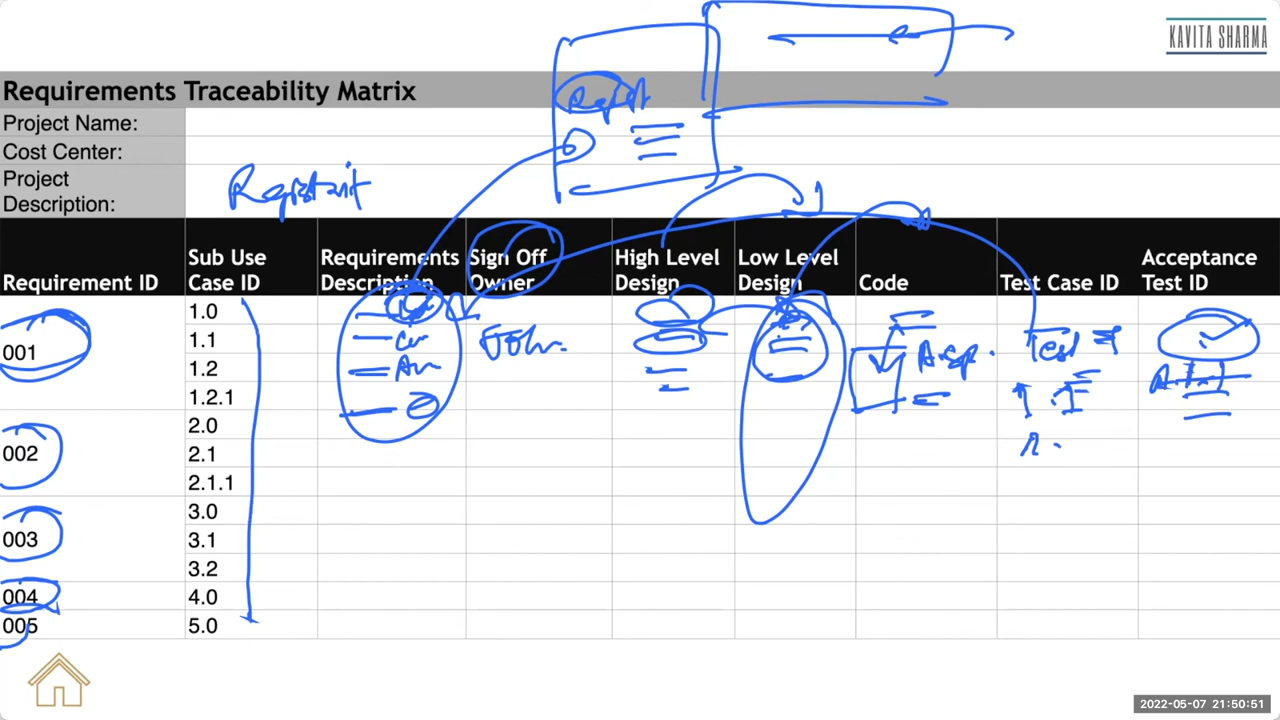 KAVITA SHARMA
Requirements Traceability Matrix
Project Name:
Cost Center:
Project
Description:
Requirement ID
Sub Use
Case ID
Requirements
Description
Sign Off
Owner
High Level
Design
Low Level
Design
Code
Test Case ID
Acceptance
Test ID
001
1.0
1.1
1.2
1.2.1
002
2.0
2.1
2.1.1
003
3.0
3.1
3.2
004
4.0
005
5.0
Test
2022-05-07 21:50:51